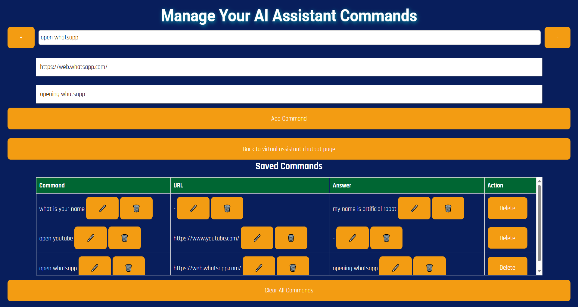 Manage Your AI Assistant Commands
open whatsapp
https://web.whatsapp.com/
opening whatsapp
Add Command
Saved Commands
Command URL Answer Action
what is your name - my name is artificial robot Delete
open youtube https://www.youtube.com/ - Delete
open whatsapp https://web.whatsapp.com/ opening whatsapp Delete
Clear All Commands